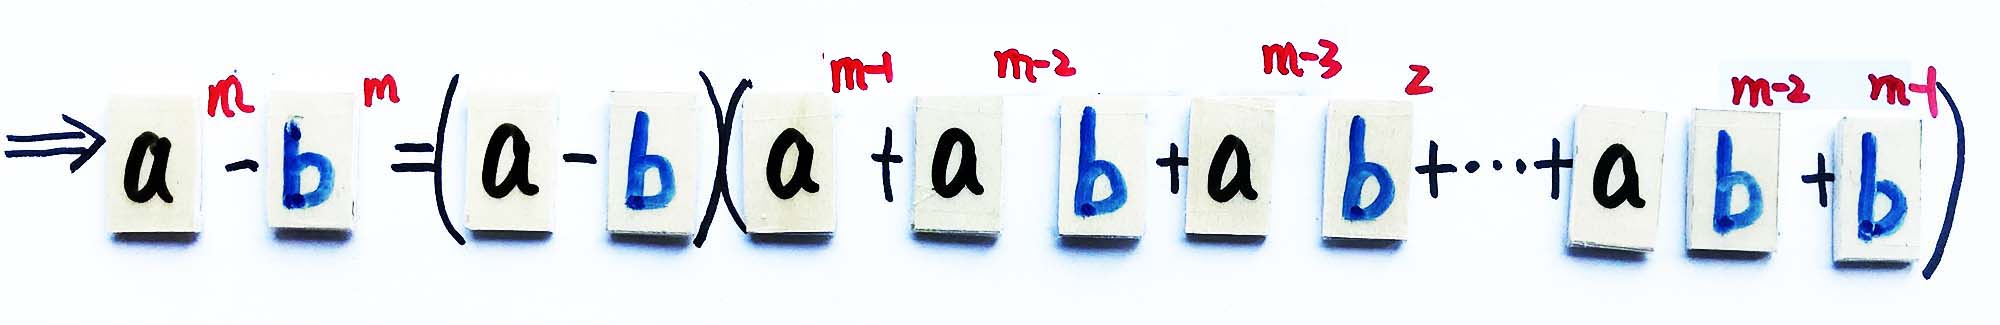 ⇒ a^m - b^m = (a - b)(a^{m-1} + a^{m-2} b + a^{m-3} b^2 + ⋯ + a b^{m-2} + b^{m-1})